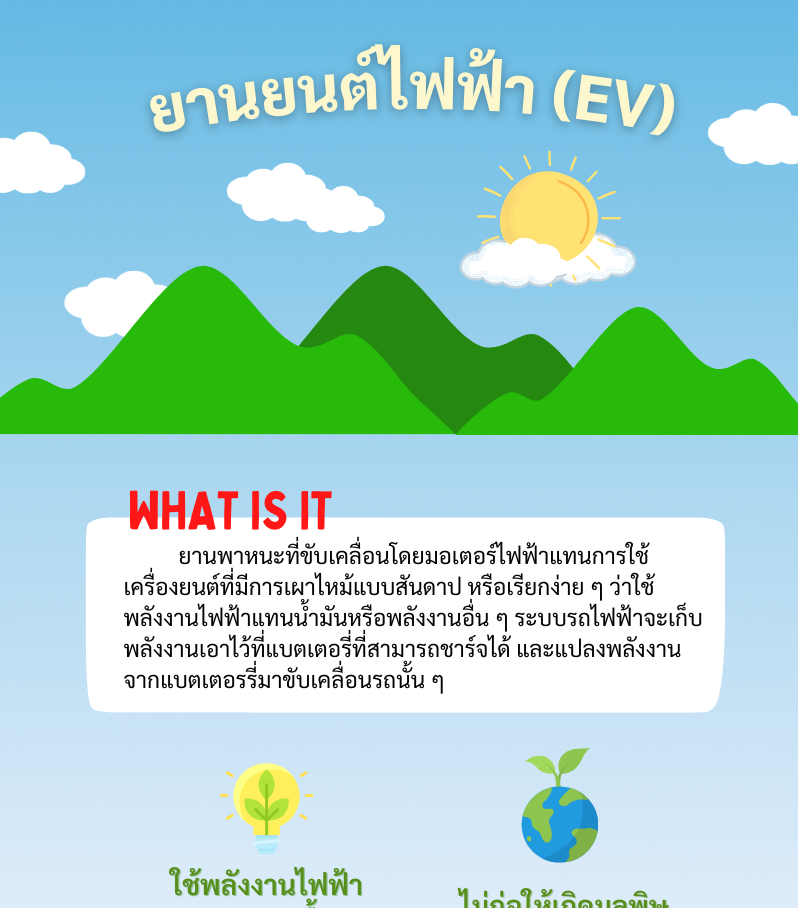 ยานยนต์ไฟฟ้า (EV)
WHAT IS IT
ยานพาหนะที่ขับเคลื่อนโดยมอเตอร์ไฟฟ้าแทนการใช้
เครื่องยนต์ที่มีการเผาไหม้แบบสันดาป หรือเรียกง่าย ๆ ว่าใช้
พลังงานไฟฟ้าแทนน้ำมันหรือพลังงานอื่น ๆ ระบบรถไฟฟ้าจะเก็บ
พลังงานเอาไว้ที่แบตเตอรี่ที่สามารถชาร์จได้ และแปลงพลังงาน
จากแบตเตอรรี่มาขับเคลื่อนรถนั้น ๆ
ใช้พลังงานไฟฟ้า
ไม่ก่อให้เกิดมลพิษ